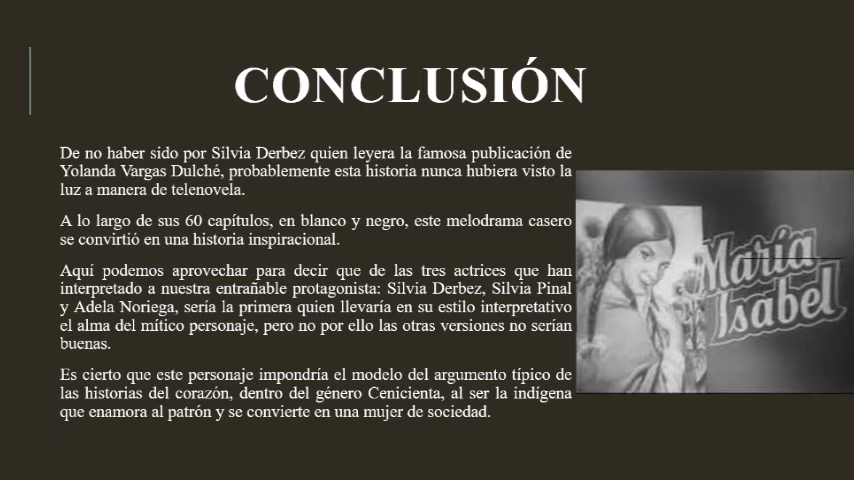 CONCLUSIÓN
De no haber sido por Silvia Derbez quien leyera la famosa publicación de
Yolanda Vargas Dulché, probablemente esta historia nunca hubiera visto la
luz a manera de telenovela.
A lo largo de sus 60 capítulos, en blanco y negro, este melodrama casero
se convirtió en una historia inspiracional.
Aquí podemos aprovechar para decir que de las tres actrices que han
interpretado a nuestra entrañable protagonista: Silvia Derbez, Silvia Pinal
y Adela Noriega, sería la primera quien llevaría en su estilo interpretativo
el alma del mítico personaje, pero no por ello las otras versiones no serían
buenas.
Es cierto que este personaje impondría el modelo del argumento típico de
las historias del corazón, dentro del género Cenicienta, al ser la indígena
que enamora al patrón y se convierte en una mujer de sociedad.
María
Isabel